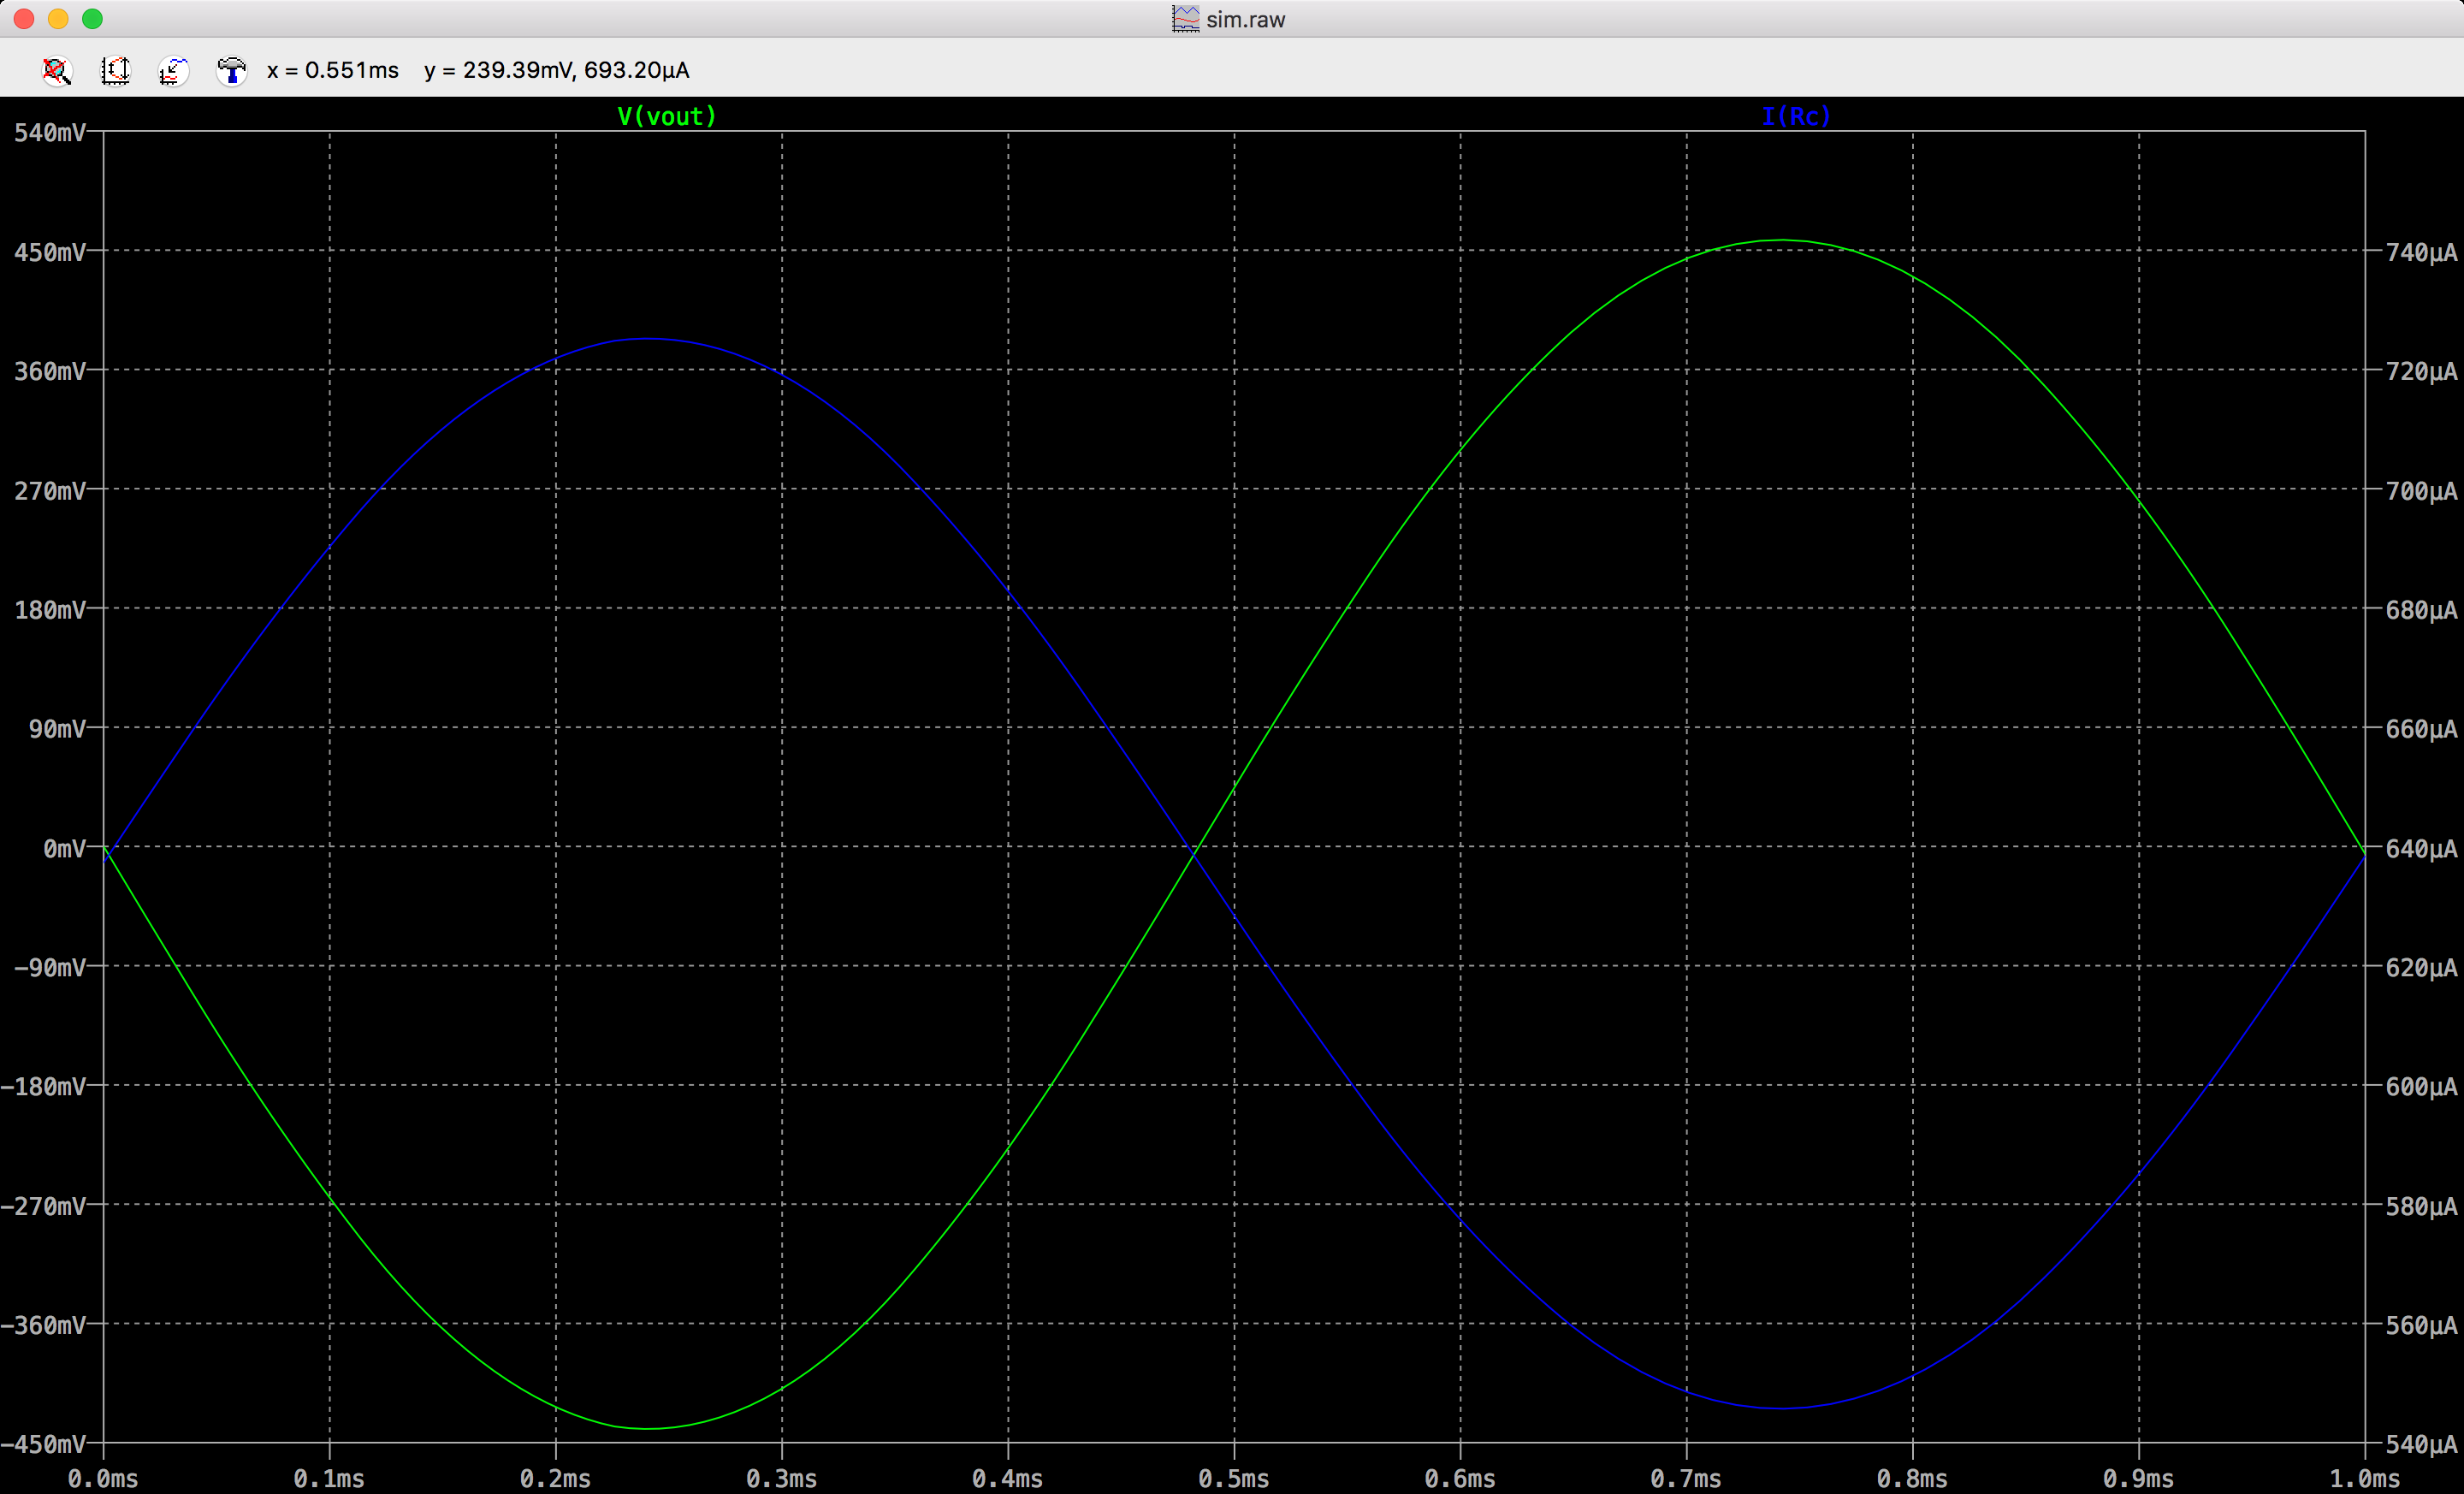 sim.raw
x = 0.551ms y = 239.39mV, 693.20µA
V(vout) I(Rc)
540mV
450mV 740µA
360mV 720µA
270mV 700µA
180mV 680µA
90mV 660µA
0mV 640µA
-90mV 620µA
-180mV 600µA
-270mV 580µA
-360mV 560µA
-450mV 540µA
0.0ms 0.1ms 0.2ms 0.3ms 0.4ms 0.5ms 0.6ms 0.7ms 0.8ms 0.9ms 1.0ms